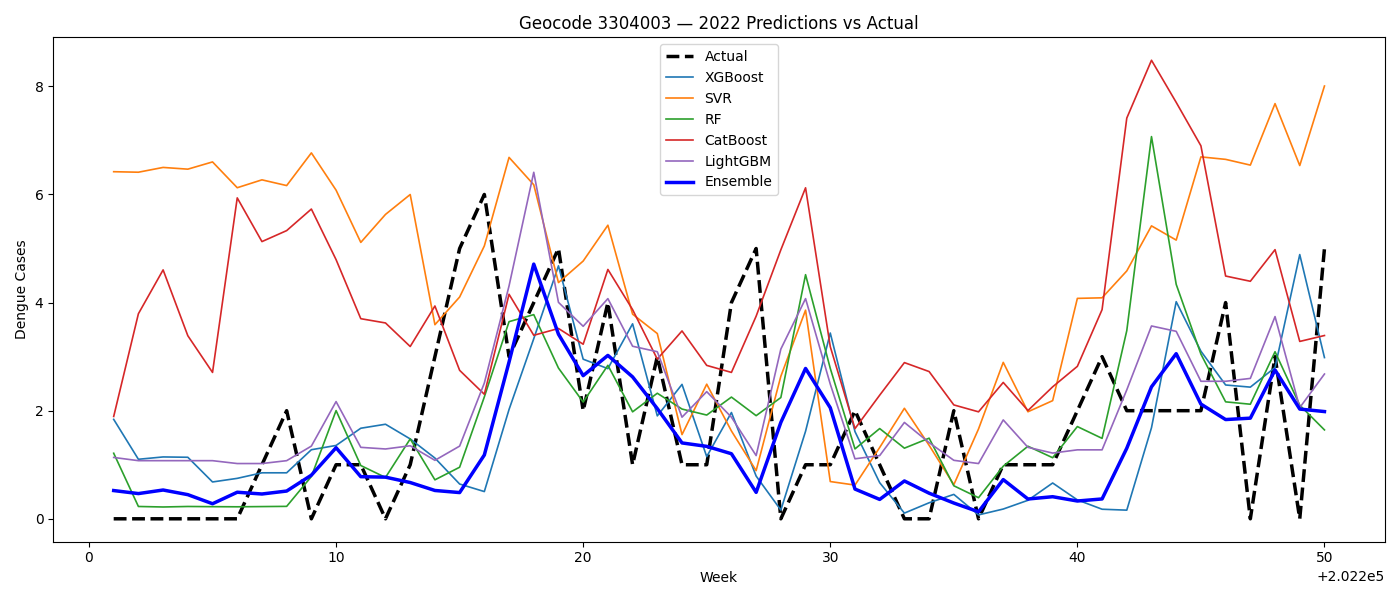 Geocode 3304003 — 2022 Predictions vs Actual
Actual
XGBoost
SVR
RF
CatBoost
LightGBM
Ensemble
Dengue Cases
8
6
4
2
0
0 10 20 30 40 50
Week
+2.022e5